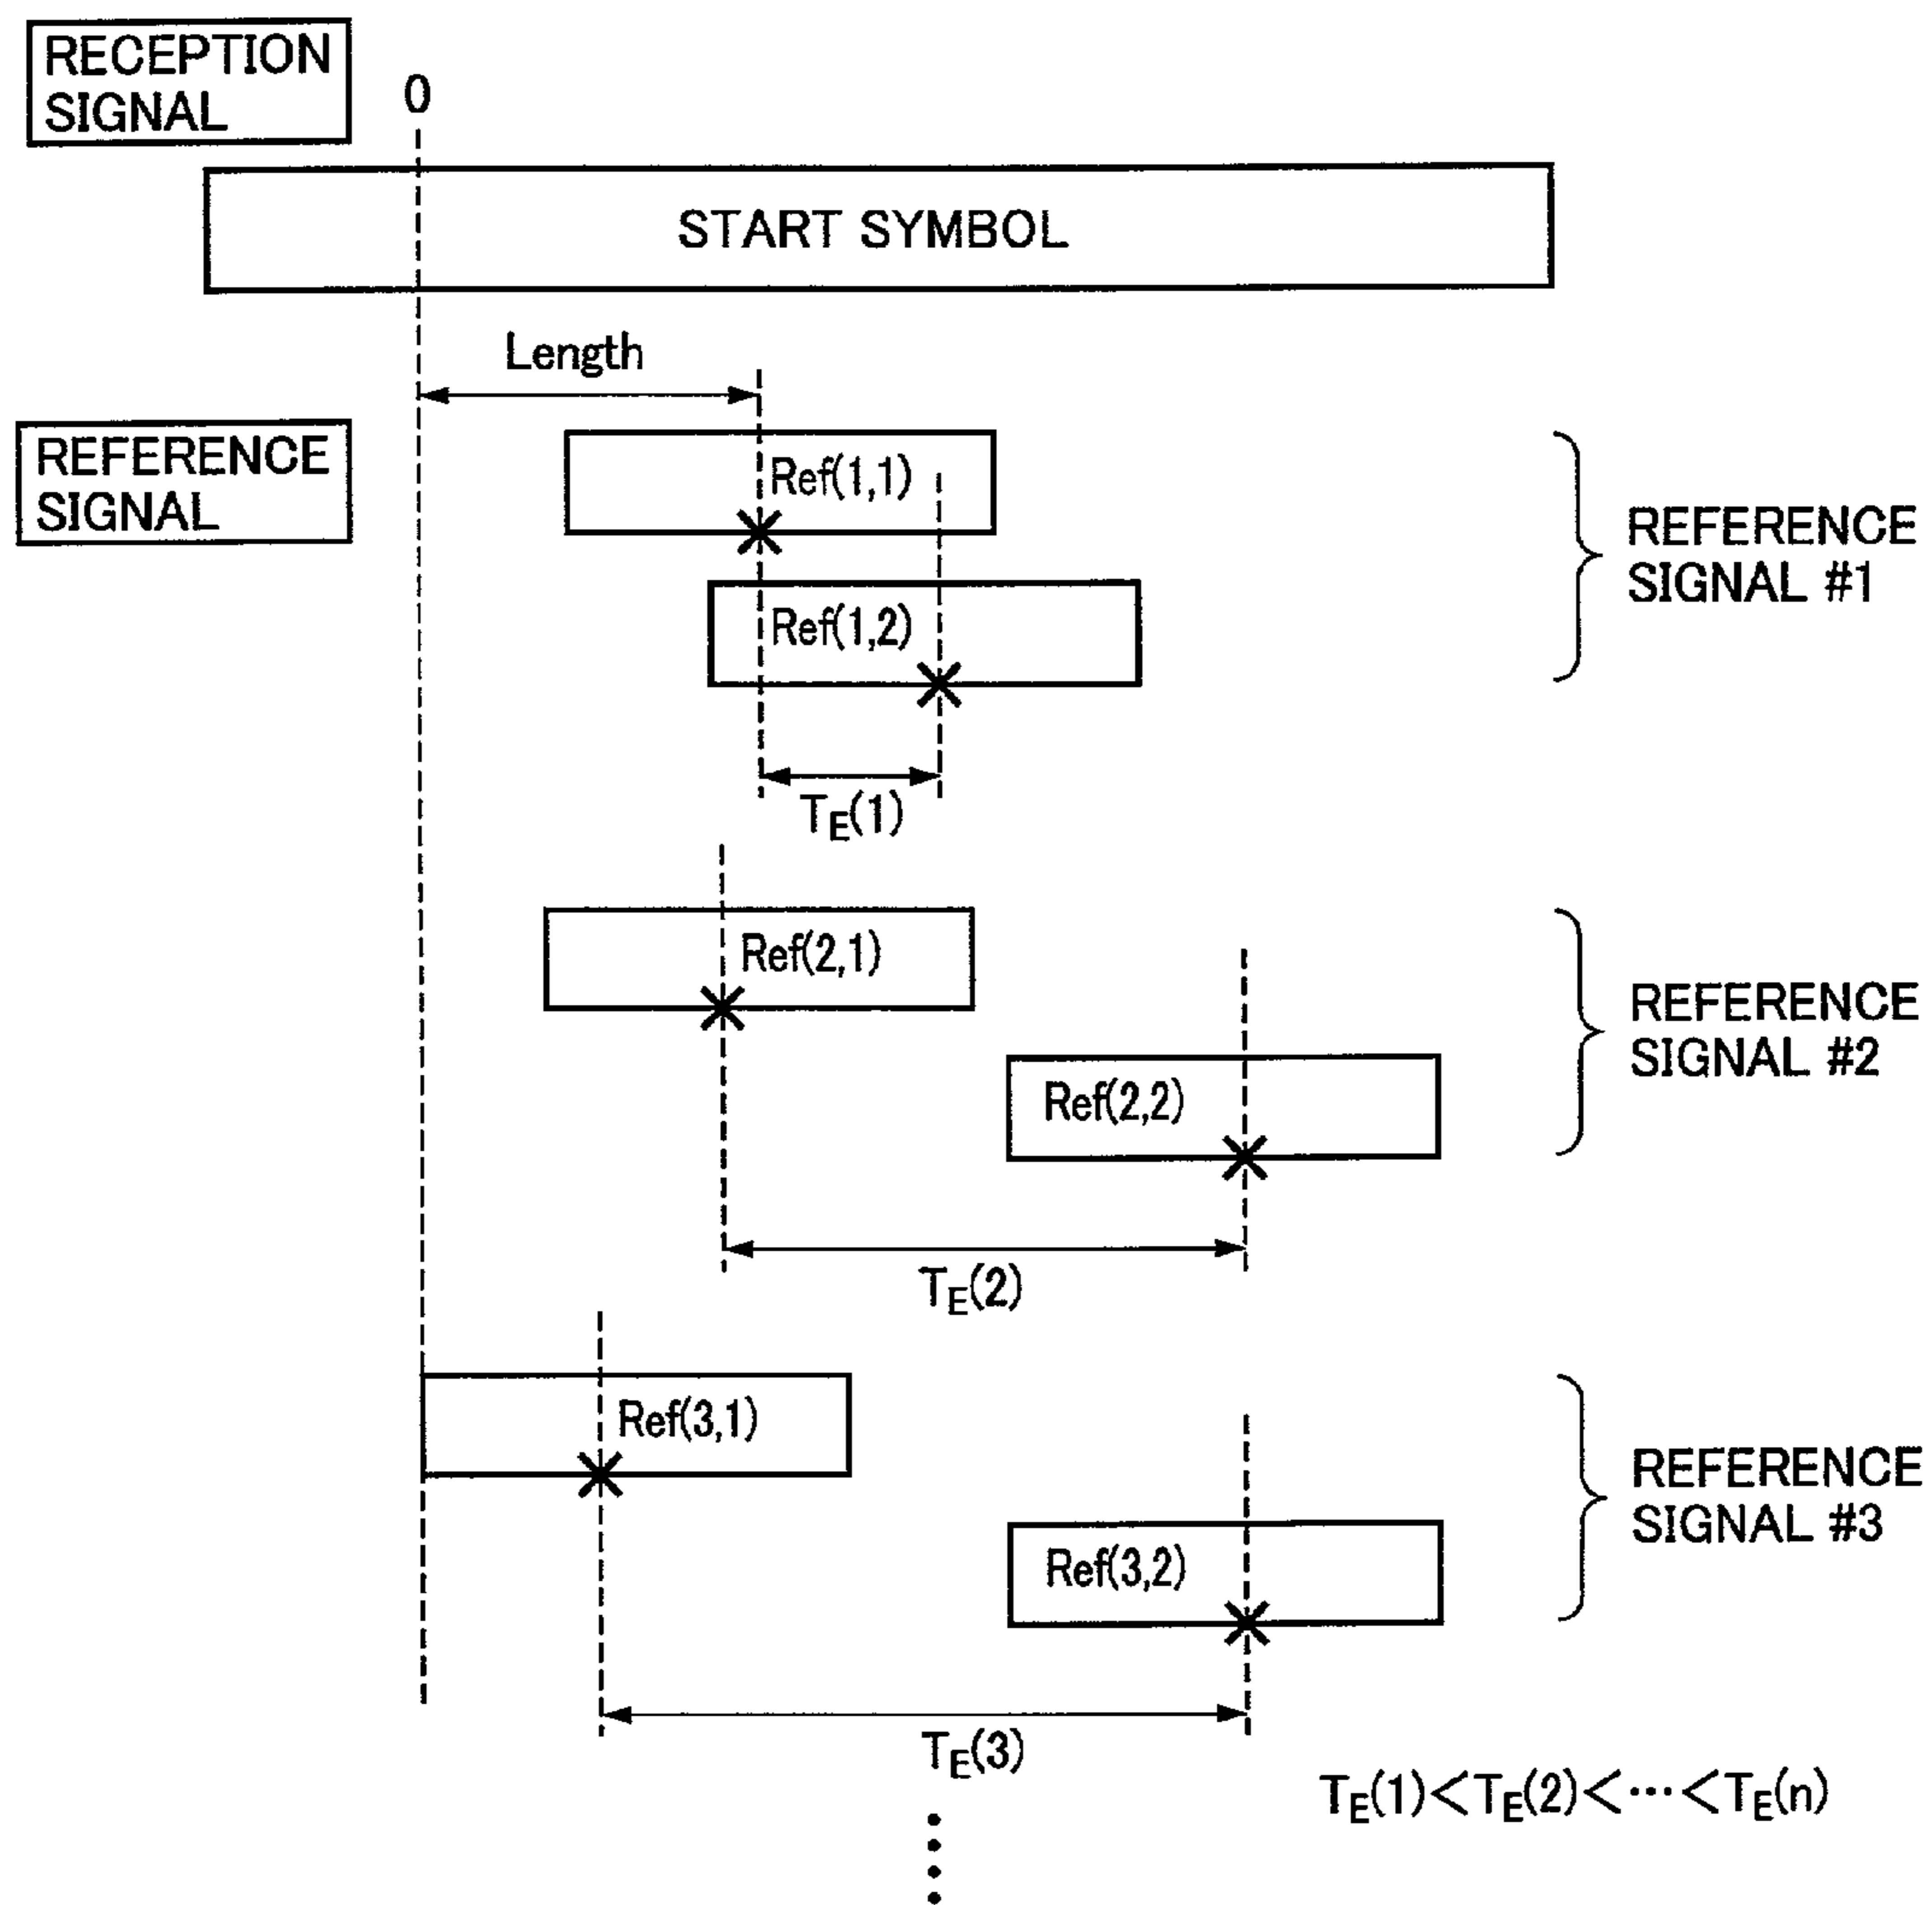 RECEPTION
SIGNAL
0
START SYMBOL
Length
REFERENCE
SIGNAL
Ref(1,1)
REFERENCE
SIGNAL #1
Ref(1,2)
TE(1)
Ref(2,1)
REFERENCE
SIGNAL #2
Ref(2,2)
TE(2)
Ref(3,1)
REFERENCE
SIGNAL #3
Ref(3,2)
TE(3)
TE(1)<TE(2)<···<TE(n)